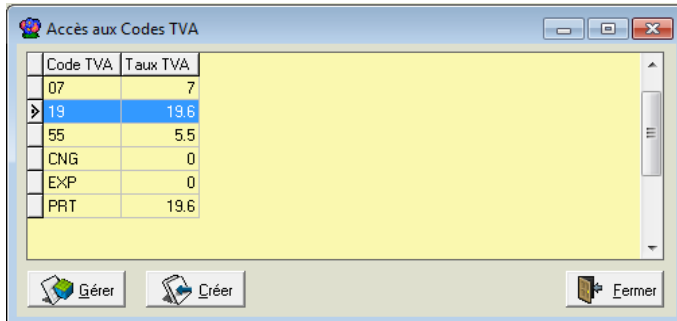 Accès aux Codes TVA
Code TVA Taux TVA
07 7
19 19.6
55 5.5
CNG 0
EXP 0
PRT 19.6
Gérer Créer Fermer